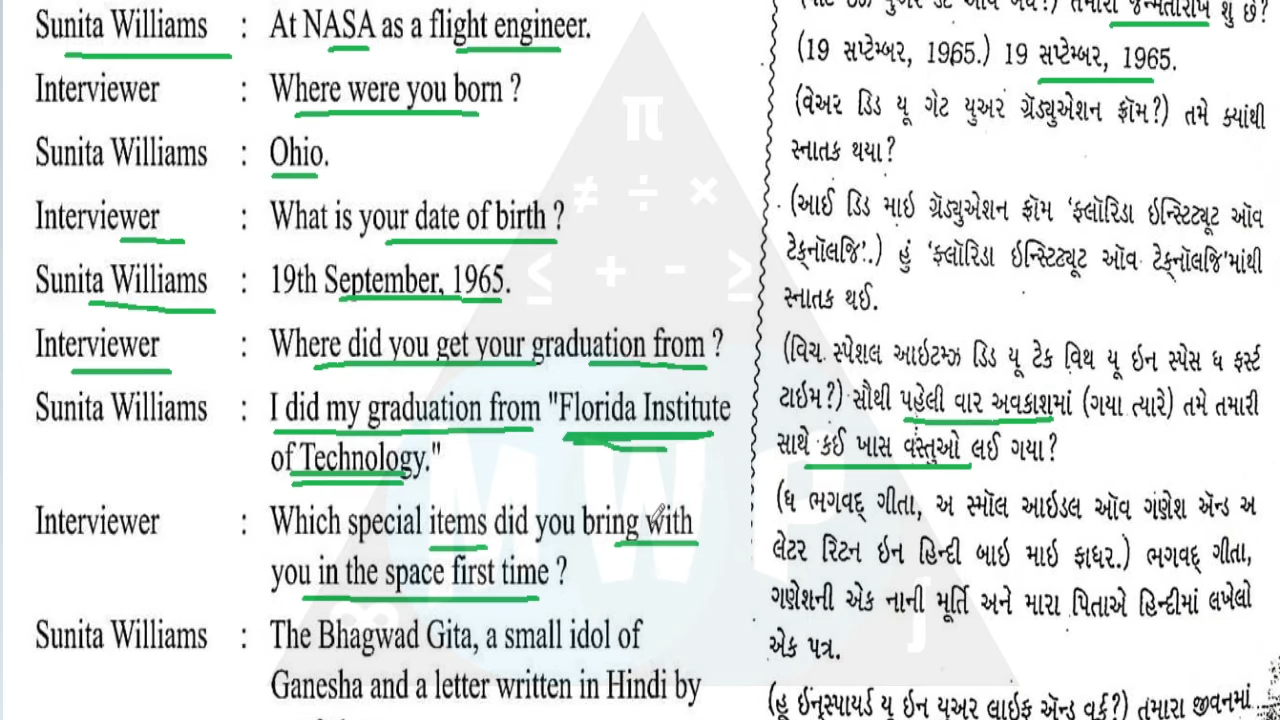 Sunita Williams : At NASA as a flight engineer.
Interviewer : Where were you born ?
Sunita Williams : Ohio.
Interviewer : What is your date of birth ?
Sunita Williams : 19th September, 1965.
Interviewer : Where did you get your graduation from ?
Sunita Williams : I did my graduation from "Florida Institute
of Technology."
Interviewer : Which special items did you bring with
you in the space first time ?
Sunita Williams : The Bhagwad Gita, a small idol of
Ganesha and a letter written in Hindi by
તમારી જન્મતારીખ શું છે?
(19 સપ્ટેમ્બર, 1965.) 19 સપ્ટેમ્બર, 1965.
(વેઅર ડિડ યૂ ગેટ યુઅર ગ્રૅડ્યુએશન ફ્રૉમ?) તમે ક્યાંથી
સ્નાતક થયા?
(આઈ ડિડ માઇ ગ્રૅડ્યુએશન ફ્રૉમ ‘ફ્લૉરિડા ઇન્સ્ટિટ્યૂટ ઑવ
ટેક્નૉલજિ’.) હું ‘ફ્લૉરિડા ઇન્સ્ટિટ્યૂટ ઑવ ટેક્નૉલજિ’માંથી
સ્નાતક થઈ.
(વિચ સ્પેશલ આઇટમ્ઝ ડિડ યૂ ટેક વિથ યૂ ઇન સ્પેસ ધ ફર્સ્ટ
ટાઇમ?) સૌથી પહેલી વાર અવકાશમાં (ગયા ત્યારે) તમે તમારી
સાથે કઈ ખાસ વસ્તુઓ લઈ ગયા?
(ધ ભગવદ્ ગીતા, અ સ્મૉલ આઇડલ ઑવ ગણેશ ઍન્ડ અ
લેટર રિટન ઇન હિન્દી બાઇ માઇ ફાધર.) ભગવદ્ ગીતા,
ગણેશની એક નાની મૂર્તિ અને મારા પિતાએ હિન્દીમાં લખેલો
એક પત્ર.
(હૂ ઇન્સ્પાયર્ડ યૂ ઇન યુઅર લાઇફ ઍન્ડ વર્ક?) તમારા જીવનમાં
π
≠ ÷ ×
≤ + - ≥
MWP
∞ ∫